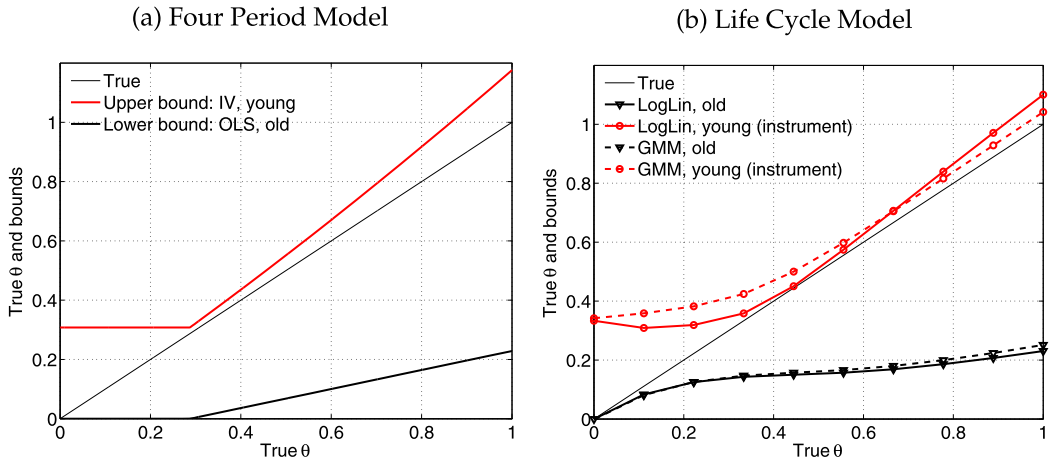 (a) Four Period Model
True
Upper bound: IV, young
Lower bound: OLS, old
1
0.8
0.6
0.4
0.2
0
True θ and bounds
0 0.2 0.4 0.6 0.8 1
True θ
(b) Life Cycle Model
True
LogLin, old
LogLin, young (instrument)
GMM, old
GMM, young (instrument)
1
0.8
0.6
0.4
0.2
0
True θ and bounds
0 0.2 0.4 0.6 0.8 1
True θ